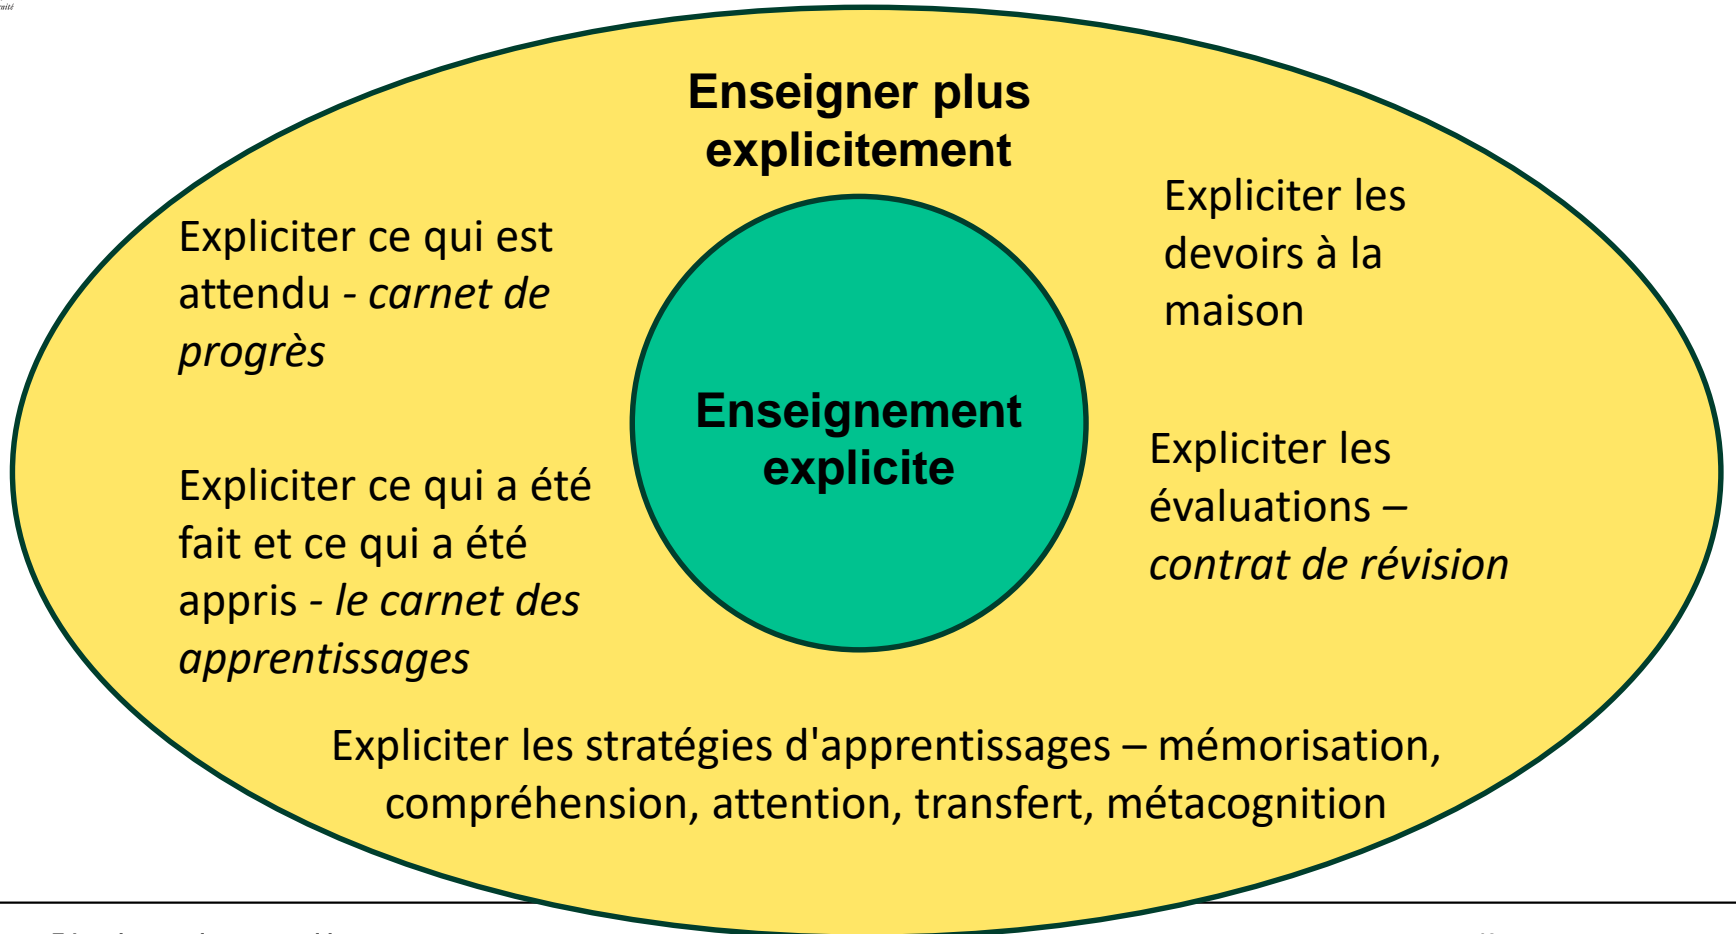 Enseigner plus
explicitement
Expliciter ce qui est
attendu - carnet de
progrès
Expliciter les
devoirs à la
maison
Enseignement
explicite
Expliciter ce qui a été
fait et ce qui a été
appris - le carnet des
apprentissages
Expliciter les
évaluations –
contrat de révision
Expliciter les stratégies d'apprentissages – mémorisation,
compréhension, attention, transfert, métacognition